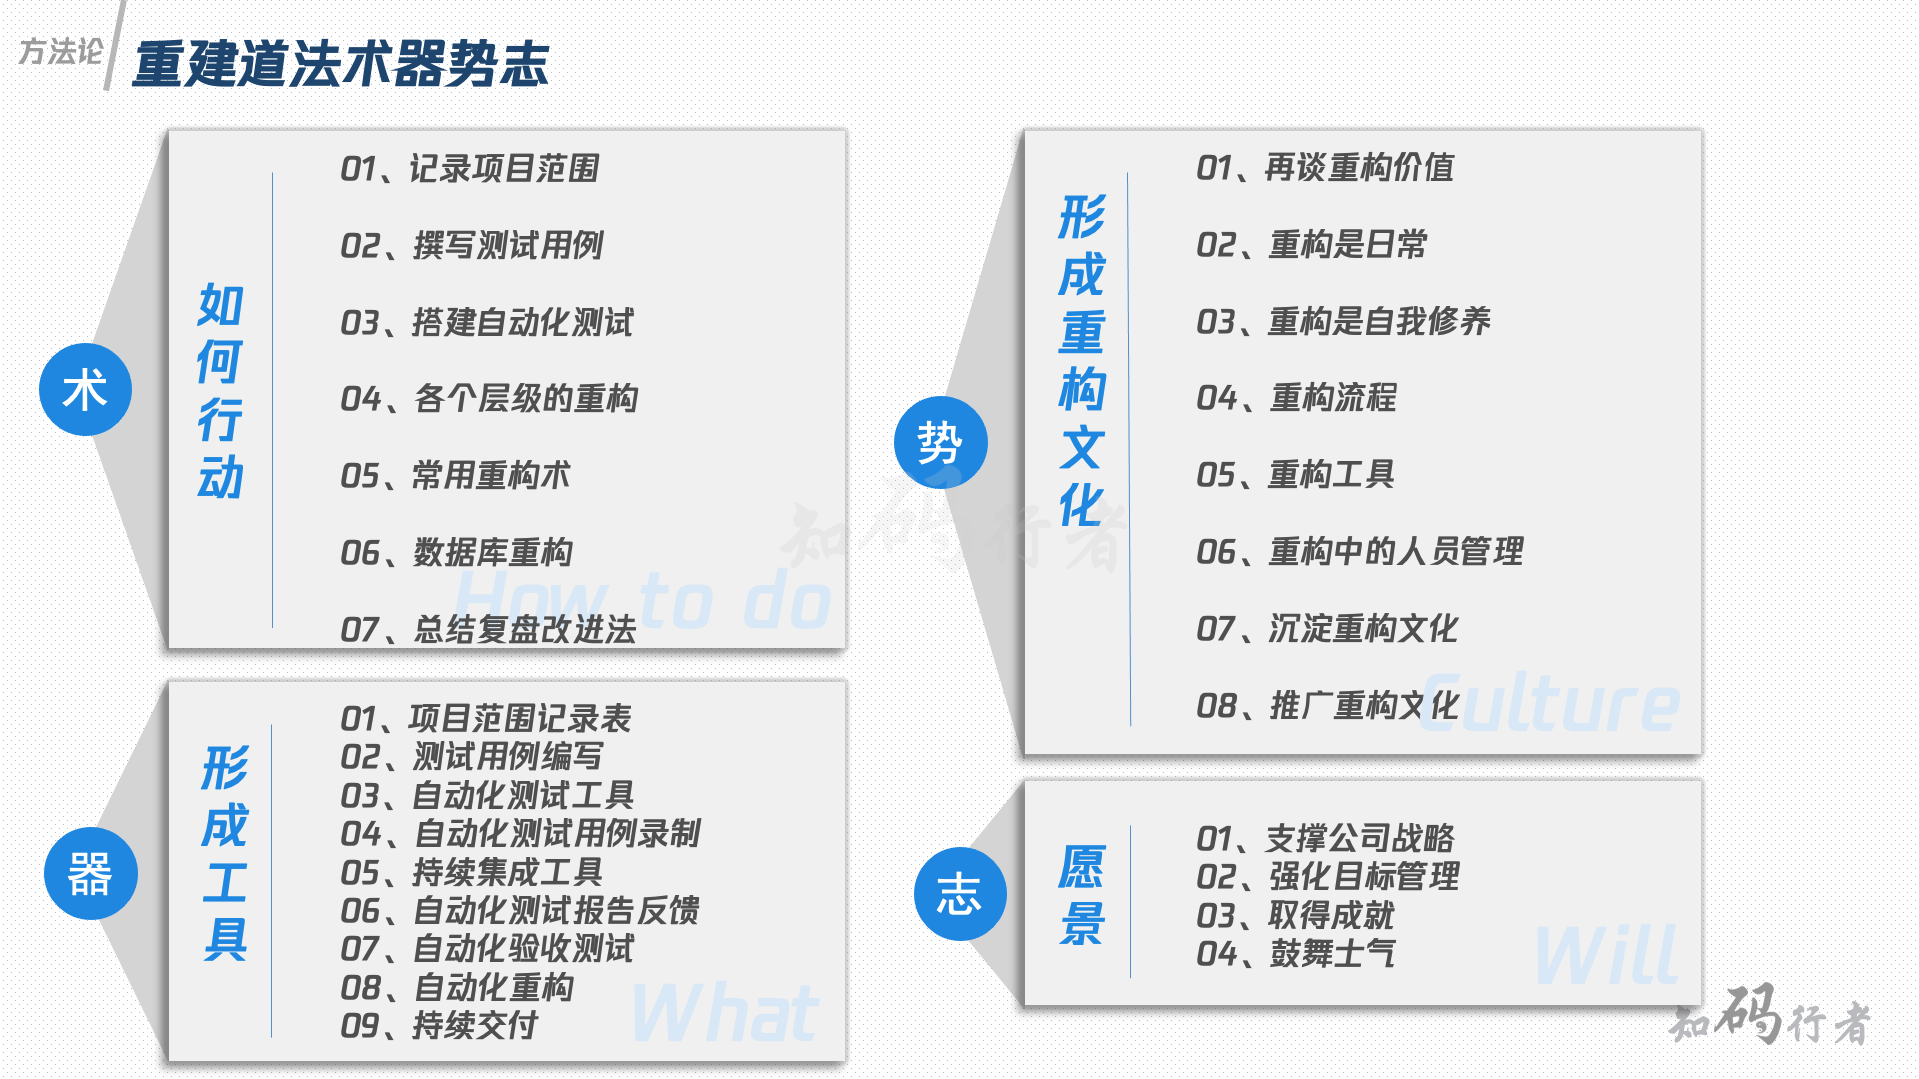 方法论
重建道法术器势志
术
如何行动
01、记录项目范围
02、撰写测试用例
03、搭建自动化测试
04、各个层级的重构
05、常用重构术
06、数据库重构
07、总结复盘改进法
How to do
器
形成工具
01、项目范围记录表
02、测试用例编写
03、自动化测试工具
04、自动化测试用例录制
05、持续集成工具
06、自动化测试报告反馈
07、自动化验收测试
08、自动化重构
09、持续交付
What
势
形成重构文化
01、再谈重构价值
02、重构是日常
03、重构是自我修养
04、重构流程
05、重构工具
06、重构中的人员管理
07、沉淀重构文化
08、推广重构文化
Culture
志
愿景
01、支撑公司战略
02、强化目标管理
03、取得成就
04、鼓舞士气
Will
知码行者
知码行者